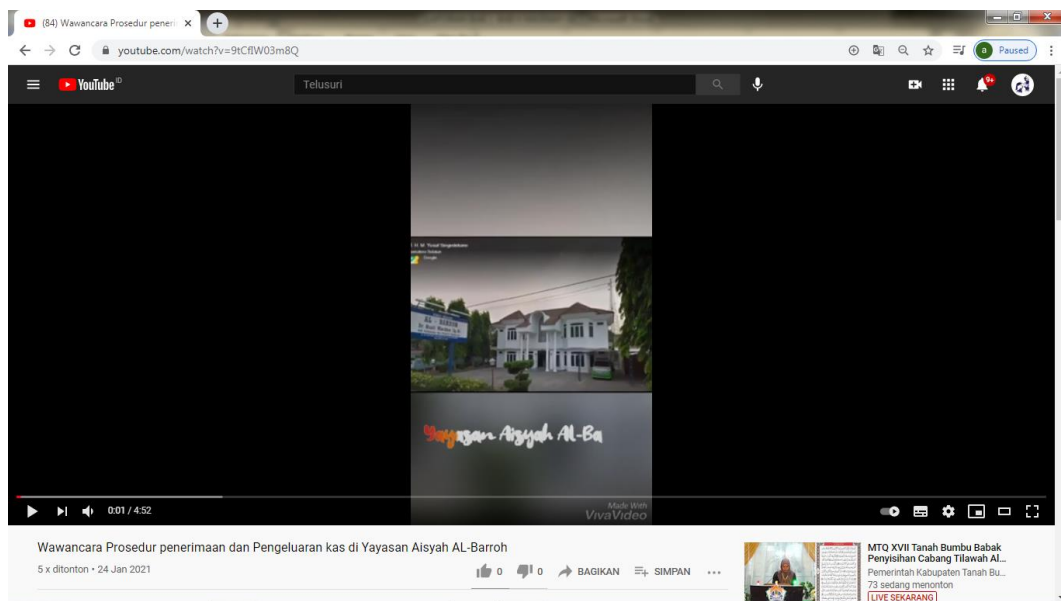 (84) Wawancara Prosedur peneri
youtube.com/watch?v=9tCfIW03m8Q
a
Paused
YouTube ID
Telusuri
9+
AL - BARROH
Yayasan Aisyah Al-Ba
Made With
VivaVideo
0:01 / 4:52
Wawancara Prosedur penerimaan dan Pengeluaran kas di Yayasan Aisyah AL-Barroh
5 x ditonton • 24 Jan 2021
0
0
BAGIKAN
SIMPAN
MTQ XVII Tanah Bumbu Babak
Penyisihan Cabang Tilawah Al...
Pemerintah Kabupaten Tanah Bu...
73 sedang menonton
LIVE SEKARANG